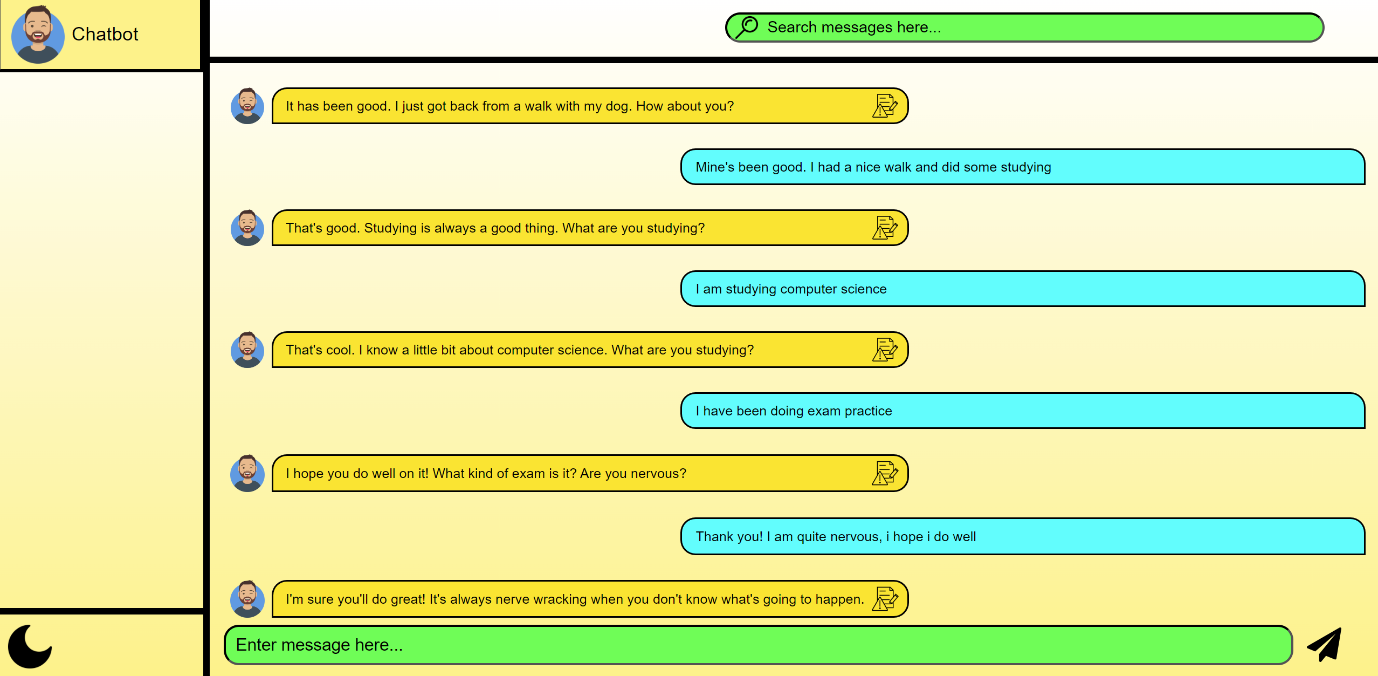 Chatbot
Search messages here...
It has been good. I just got back from a walk with my dog. How about you?
Mine's been good. I had a nice walk and did some studying
That's good. Studying is always a good thing. What are you studying?
I am studying computer science
That's cool. I know a little bit about computer science. What are you studying?
I have been doing exam practice
I hope you do well on it! What kind of exam is it? Are you nervous?
Thank you! I am quite nervous, i hope i do well
I'm sure you'll do great! It's always nerve wracking when you don't know what's going to happen.
Enter message here...